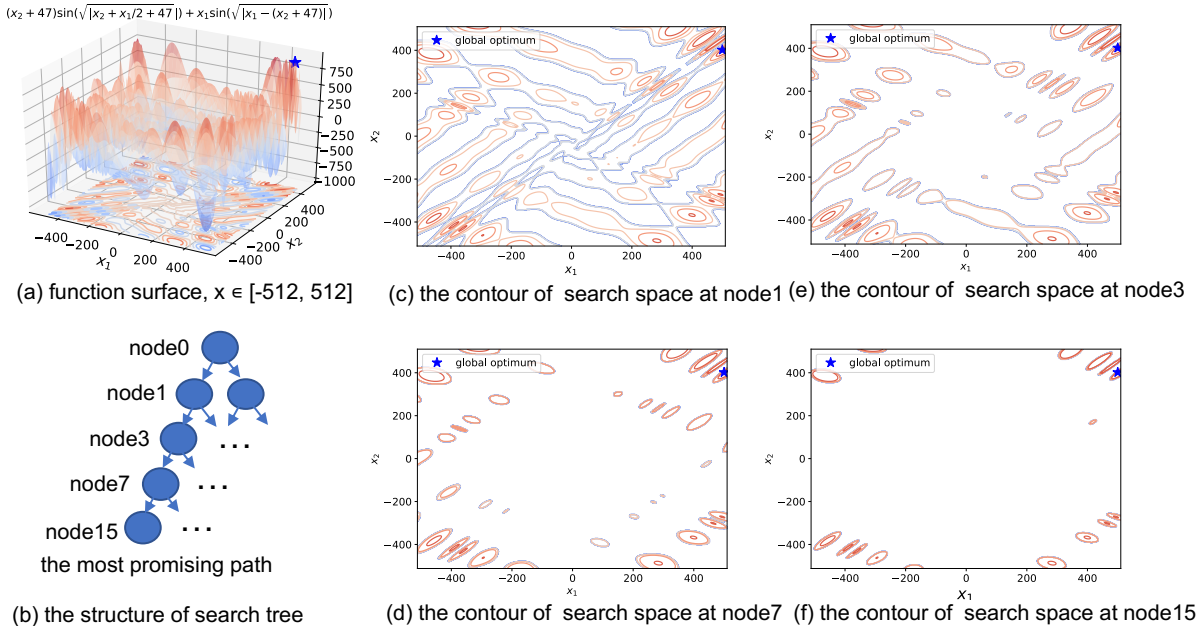 (x₂ + 47)sin(√|x₂ + x₁/2 + 47|) + x₁sin(√|x₁ − (x₂ + 47)|)
750
500
250
0
−250
−500
−750
−1000
−400
−200
0
200
400
x₁
−400
−200
0
200
400
x₂
(a) function surface, x ∈ [-512, 512]
global optimum
400
200
0
−200
−400
x₂
−400
−200
0
200
400
x₁
(c) the contour of search space at node1
global optimum
400
200
0
−200
−400
x₂
−400
−200
0
200
400
x₁
(e) the contour of search space at node3
node0
node1
node3
...
node7
...
node15
...
the most promising path
(b) the structure of search tree
global optimum
400
200
0
−200
−400
x₂
−400
−200
0
200
400
x₁
(d) the contour of search space at node7
global optimum
400
200
0
−200
−400
x₂
−400
−200
0
200
400
x₁
(f) the contour of search space at node15